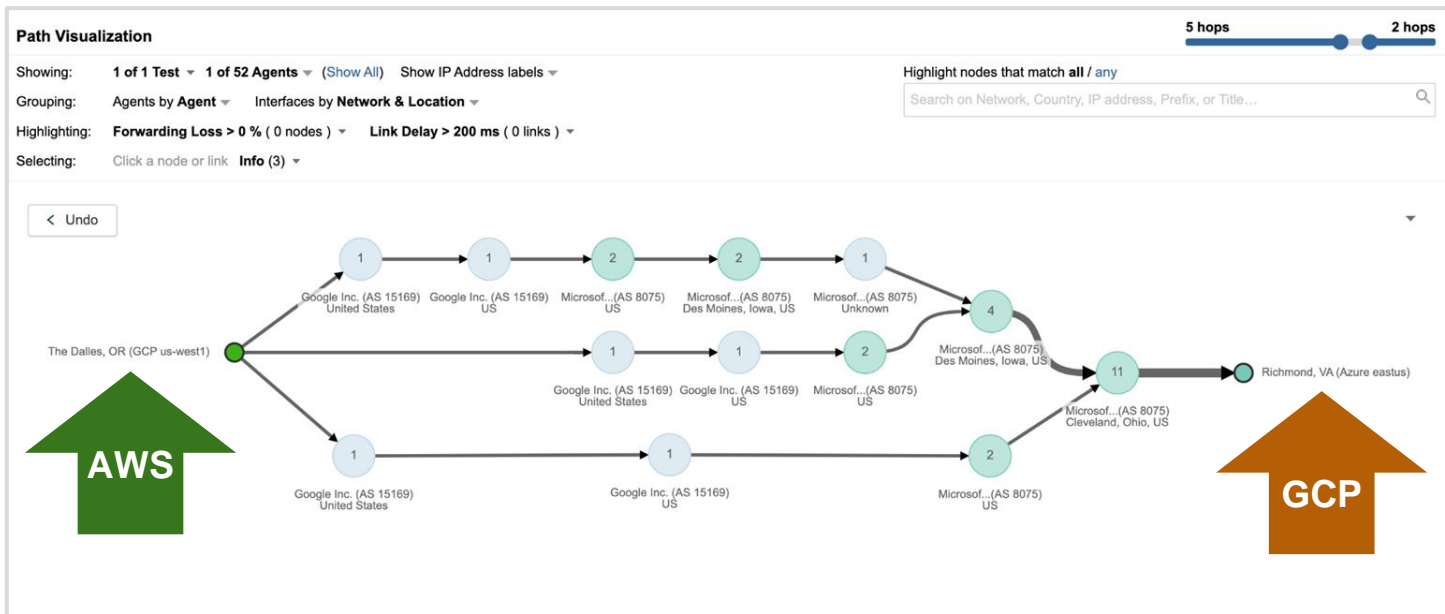 Path Visualization
5 hops
2 hops
Showing: 1 of 1 Test 1 of 52 Agents (Show All) Show IP Address labels
Highlight nodes that match all / any
Grouping: Agents by Agent Interfaces by Network & Location
Search on Network, Country, IP address, Prefix, or Title...
Highlighting: Forwarding Loss > 0 % ( 0 nodes ) Link Delay > 200 ms ( 0 links )
Selecting: Click a node or link Info (3)
< Undo
1
1
2
2
1
Google Inc. (AS 15169)
United States
Google Inc. (AS 15169)
US
Microsof...(AS 8075)
US
Microsof...(AS 8075)
Des Moines, Iowa, US
Microsof...(AS 8075)
Unknown
4
Microsof...(AS 8075)
Des Moines, Iowa, US
The Dalles, OR (GCP us-west1)
1
1
2
Google Inc. (AS 15169)
United States
Google Inc. (AS 15169)
US
Microsof...(AS 8075)
US
11
Microsof...(AS 8075)
Cleveland, Ohio, US
Richmond, VA (Azure eastus)
1
1
2
Google Inc. (AS 15169)
United States
Google Inc. (AS 15169)
US
Microsof...(AS 8075)
US
AWS
GCP